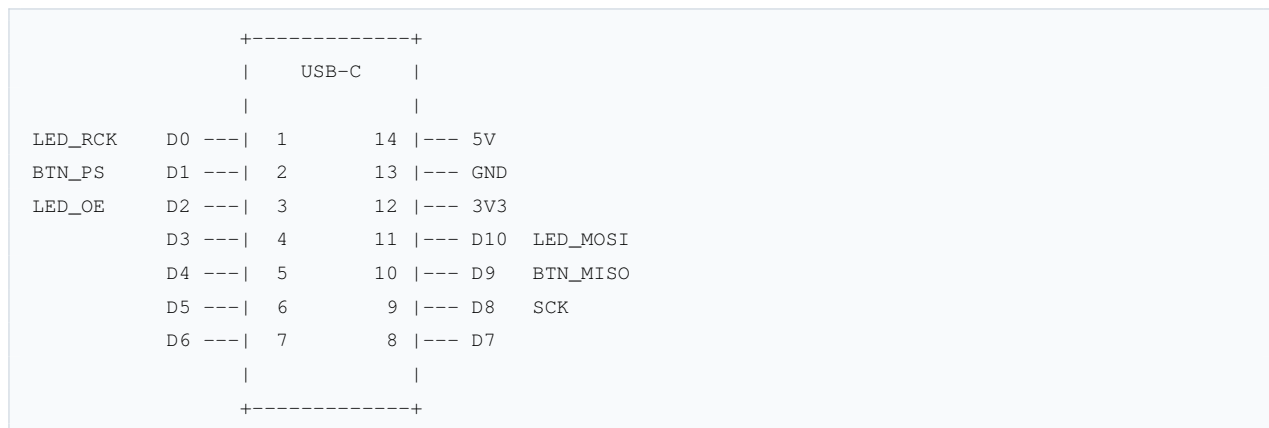 +-------------+
|    USB-C    |
|             |
LED_RCK    D0 ---|  1       14 |--- 5V
BTN_PS     D1 ---|  2       13 |--- GND
LED_OE     D2 ---|  3       12 |--- 3V3
D3 ---|  4       11 |--- D10  LED_MOSI
D4 ---|  5       10 |--- D9   BTN_MISO
D5 ---|  6        9 |--- D8   SCK
D6 ---|  7        8 |--- D7
|             |
+-------------+